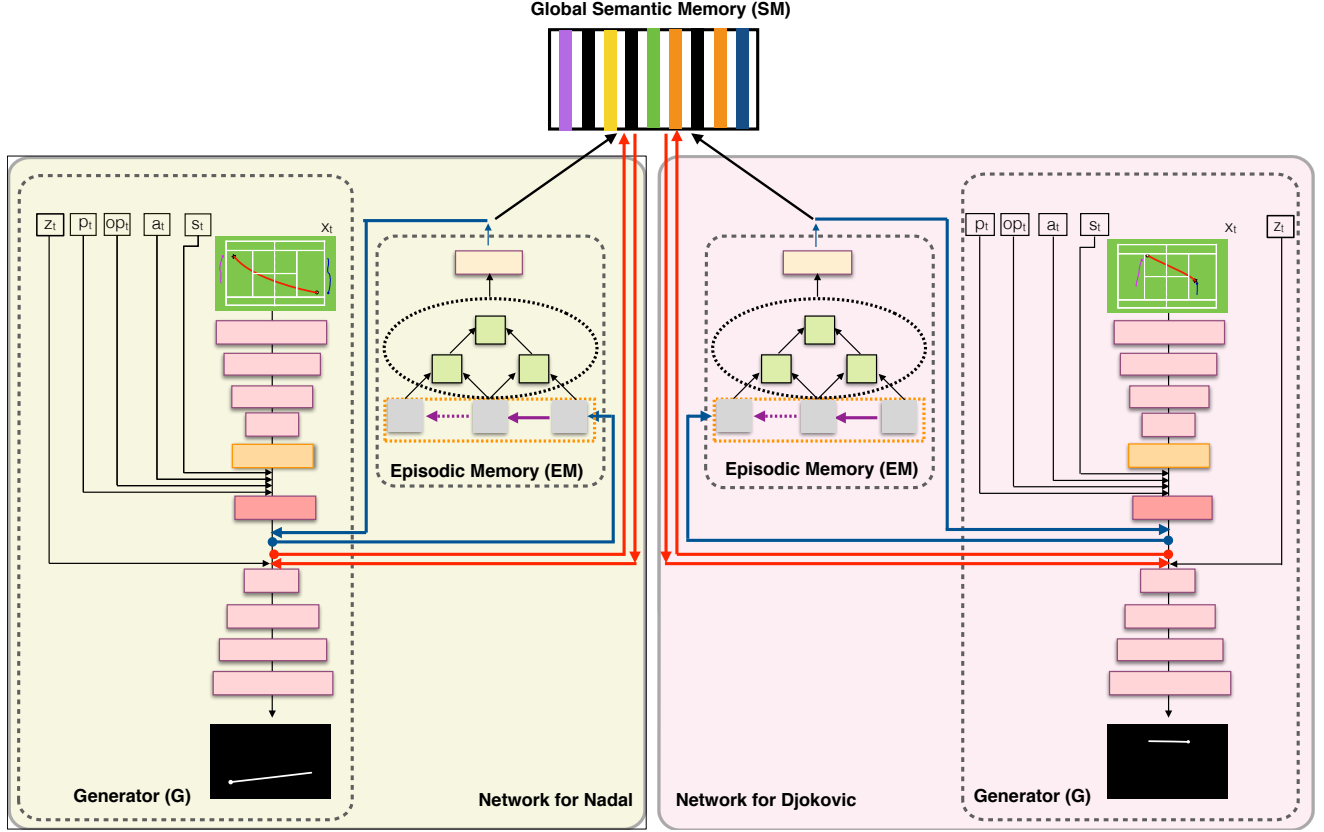 Global Semantic Memory (SM)
zt pt opt at st
xt
pt opt at st
xt
zt
Episodic Memory (EM)
Episodic Memory (EM)
Generator (G)
Network for Nadal
Network for Djokovic
Generator (G)